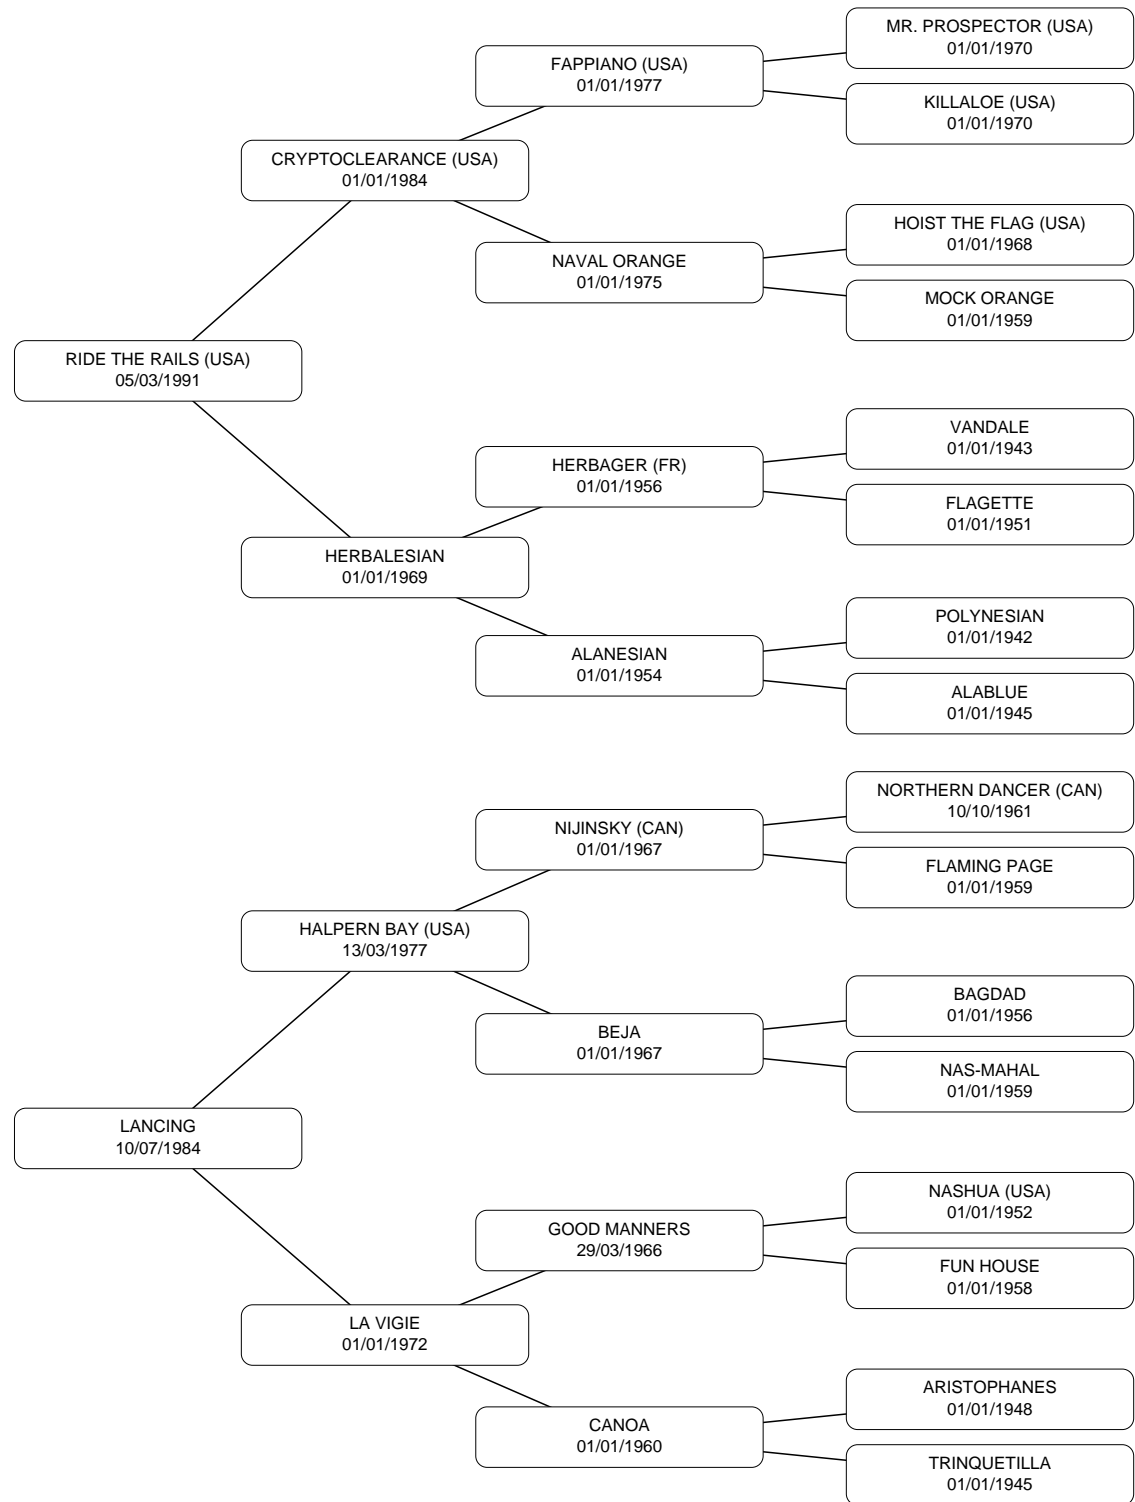 MR. PROSPECTOR (USA)
01/01/1970
FAPPIANO (USA)
01/01/1977
KILLALOE (USA)
01/01/1970
CRYPTOCLEARANCE (USA)
01/01/1984
HOIST THE FLAG (USA)
01/01/1968
NAVAL ORANGE
01/01/1975
MOCK ORANGE
01/01/1959
RIDE THE RAILS (USA)
05/03/1991
VANDALE
01/01/1943
HERBAGER (FR)
01/01/1956
FLAGETTE
01/01/1951
HERBALESIAN
01/01/1969
POLYNESIAN
01/01/1942
ALANESIAN
01/01/1954
ALABLUE
01/01/1945
NORTHERN DANCER (CAN)
10/10/1961
NIJINSKY (CAN)
01/01/1967
FLAMING PAGE
01/01/1959
HALPERN BAY (USA)
13/03/1977
BAGDAD
01/01/1956
BEJA
01/01/1967
NAS-MAHAL
01/01/1959
LANCING
10/07/1984
NASHUA (USA)
01/01/1952
GOOD MANNERS
29/03/1966
FUN HOUSE
01/01/1958
LA VIGIE
01/01/1972
ARISTOPHANES
01/01/1948
CANOA
01/01/1960
TRINQUETILLA
01/01/1945